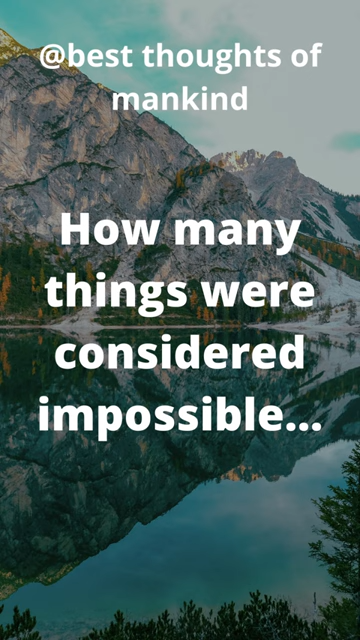 @best thoughts of
mankind
How many
things were
considered
impossible...